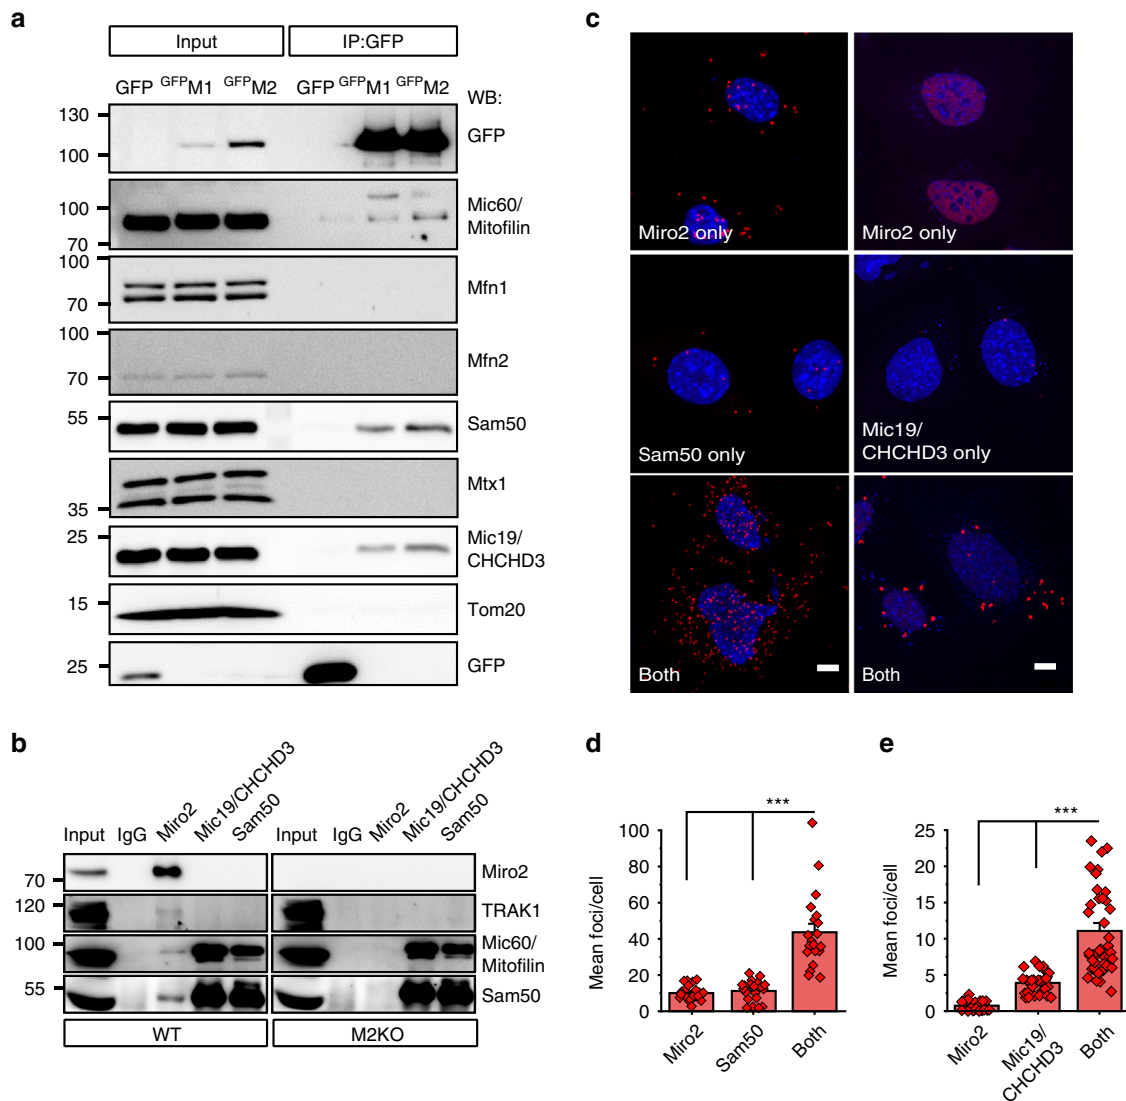 a
Input IP:GFP
GFP GFPM1 GFPM2 GFP GFPM1 GFPM2
WB:
130
100
GFP
100
70
Mic60/
Mitofilin
100
70
Mfn1
100
70
Mfn2
55
Sam50
35
Mtx1
25
Mic19/
CHCHD3
15
Tom20
25
GFP
b
Input IgG Miro2 Mic19/CHCHD3 Sam50 Input IgG Miro2 Mic19/CHCHD3 Sam50
70
Miro2
120
TRAK1
100
Mic60/
Mitofilin
55
Sam50
WT M2KO
c
Miro2 only
Miro2 only
Sam50 only
Mic19/
CHCHD3 only
Both
Both
d
***
Mean foci/cell
100
80
60
40
20
0
Miro2
Sam50
Both
e
***
Mean foci/cell
25
20
15
10
5
0
Miro2
Mic19/
CHCHD3
Both